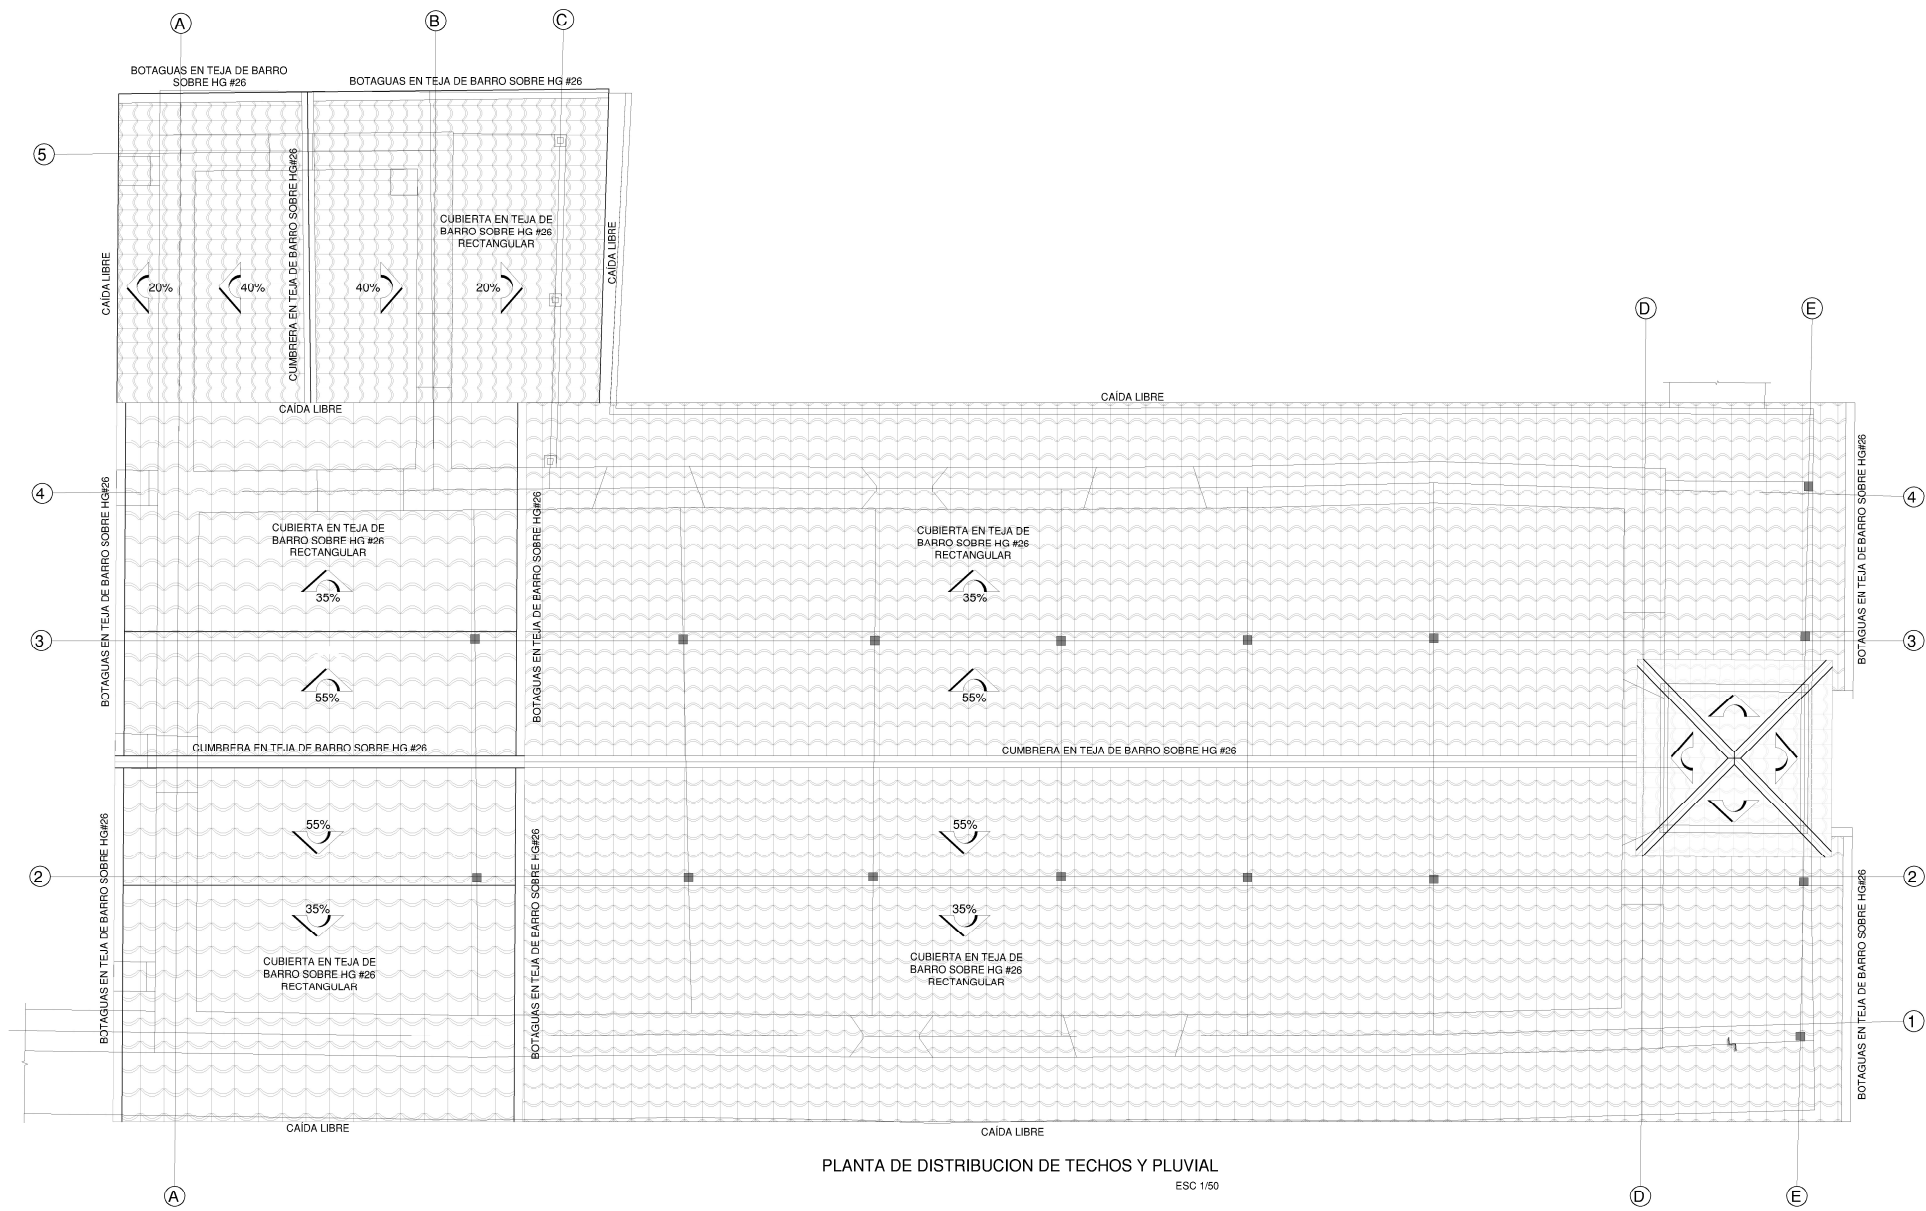 A
B
C
BOTAGUAS EN TEJA DE BARRO
SOBRE HG #26
BOTAGUAS EN TEJA DE BARRO SOBRE HG #26
5
CUMBRERA EN TEJA DE BARRO SOBRE HG#26
CUBIERTA EN TEJA DE
BARRO SOBRE HG #26
RECTANGULAR
CAÍDA LIBRE
CAÍDA LIBRE
20%
40%
40%
20%
D
E
CAÍDA LIBRE
CAÍDA LIBRE
4
4
BOTAGUAS EN TEJA DE BARRO SOBRE HG#26
BOTAGUAS EN TEJA DE BARRO SOBRE HG#26
BOTAGUAS EN TEJA DE BARRO SOBRE HG#26
CUBIERTA EN TEJA DE
BARRO SOBRE HG #26
RECTANGULAR
35%
CUBIERTA EN TEJA DE
BARRO SOBRE HG #26
RECTANGULAR
35%
3
3
55%
55%
CUMBRERA EN TEJA DE BARRO SOBRE HG #26
CUMBRERA EN TEJA DE BARRO SOBRE HG #26
55%
55%
BOTAGUAS EN TEJA DE BARRO SOBRE HG#26
BOTAGUAS EN TEJA DE BARRO SOBRE HG#26
BOTAGUAS EN TEJA DE BARRO SOBRE HG#26
2
2
35%
35%
CUBIERTA EN TEJA DE
BARRO SOBRE HG #26
RECTANGULAR
CUBIERTA EN TEJA DE
BARRO SOBRE HG #26
RECTANGULAR
1
CAÍDA LIBRE
CAÍDA LIBRE
PLANTA DE DISTRIBUCION DE TECHOS Y PLUVIAL
ESC 1/50
A
D
E